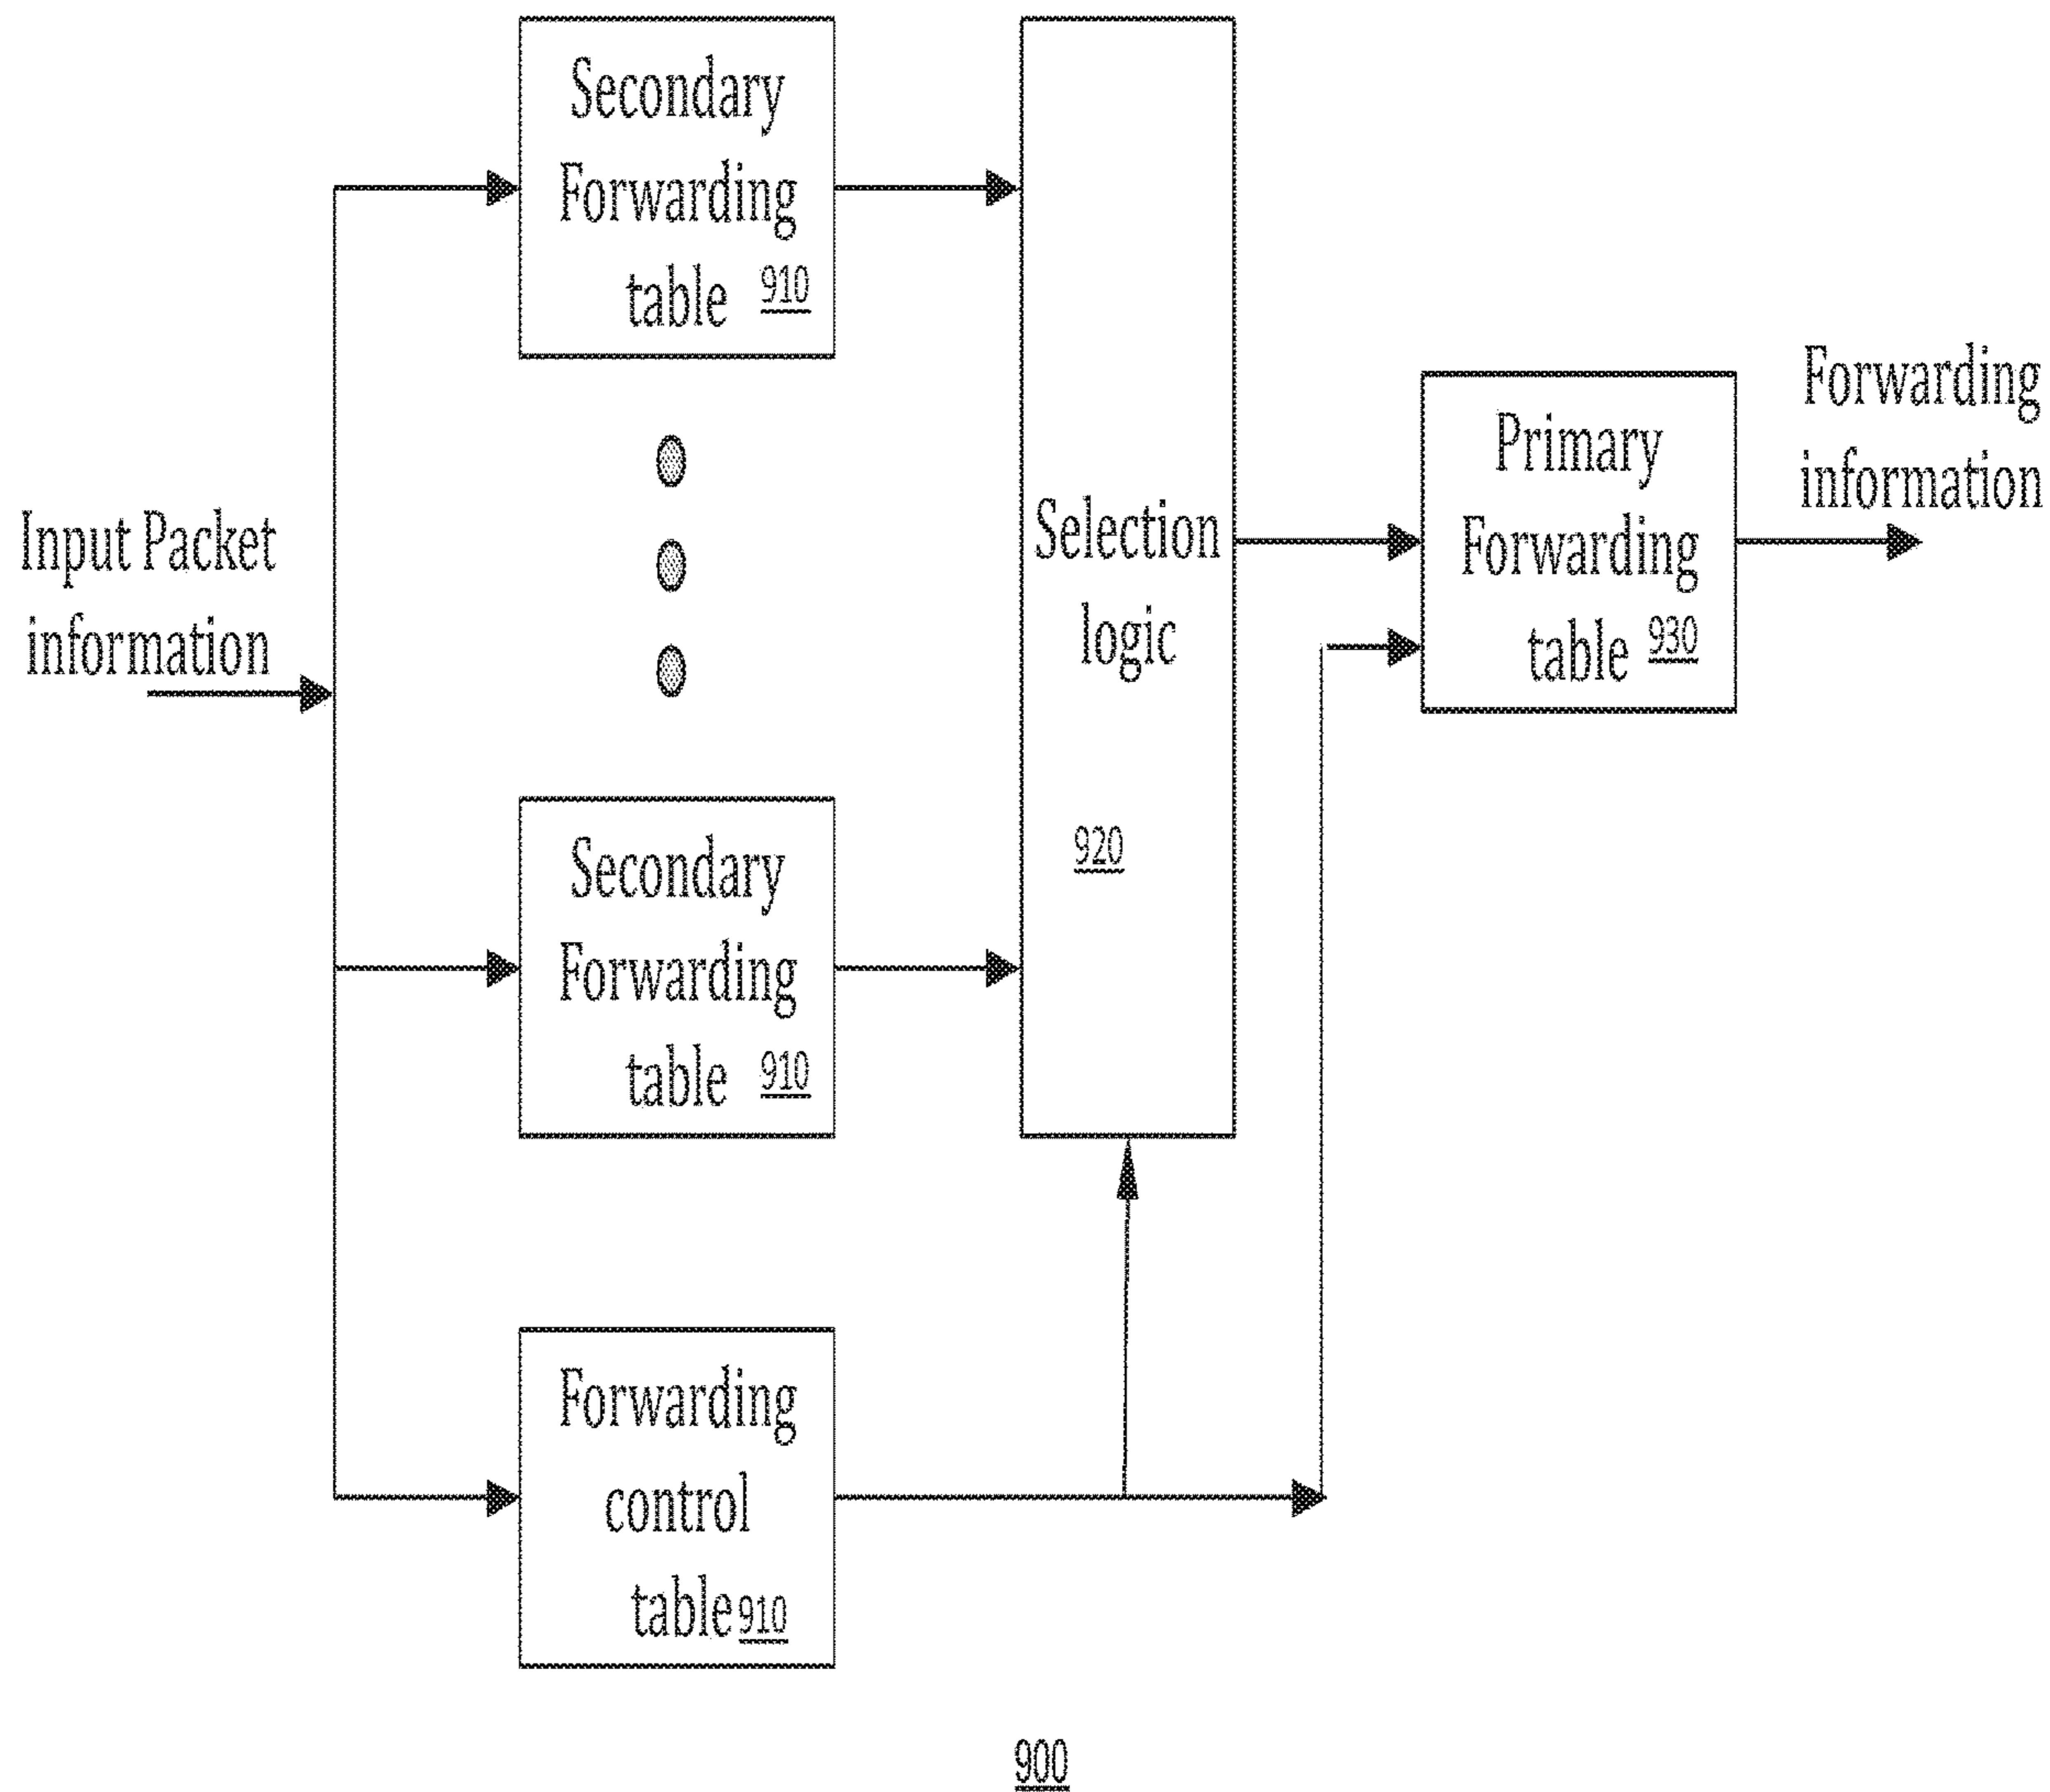 Secondary
Forwarding
table 910
Input Packet
information
Secondary
Forwarding
table 910
Forwarding
control
table 910
Selection
logic
920
Primary
Forwarding
table 930
Forwarding
information
900